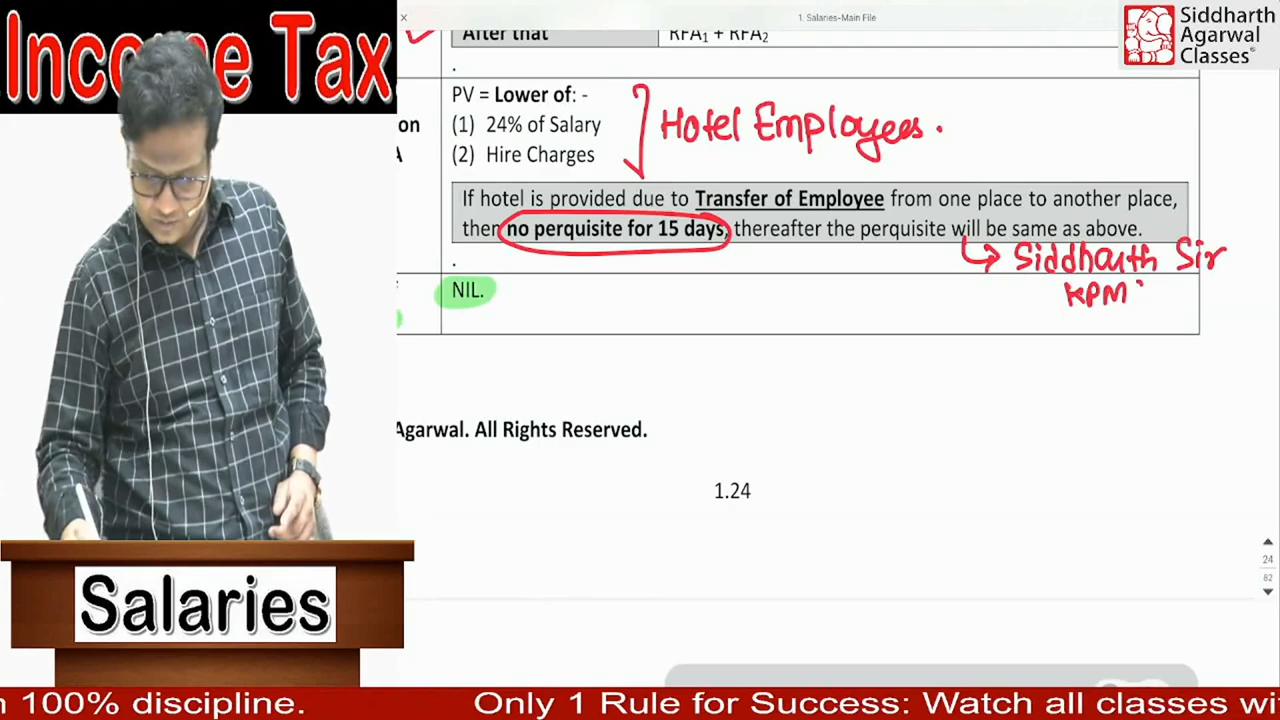 Income Tax
1. Salaries-Main File
Siddharth
Agarwal
Classes
After that
RFA₁ + RFA₂
.
PV = Lower of: -
(1) 24% of Salary
(2) Hire Charges
Hotel Employees.
on
A
If hotel is provided due to Transfer of Employee from one place to another place,
then no perquisite for 15 days, thereafter the perquisite will be same as above.
.
Siddharth Sir
KPM
NIL.
Agarwal. All Rights Reserved.
1.24
24
82
Salaries
n 100% discipline. Only 1 Rule for Success: Watch all classes wi